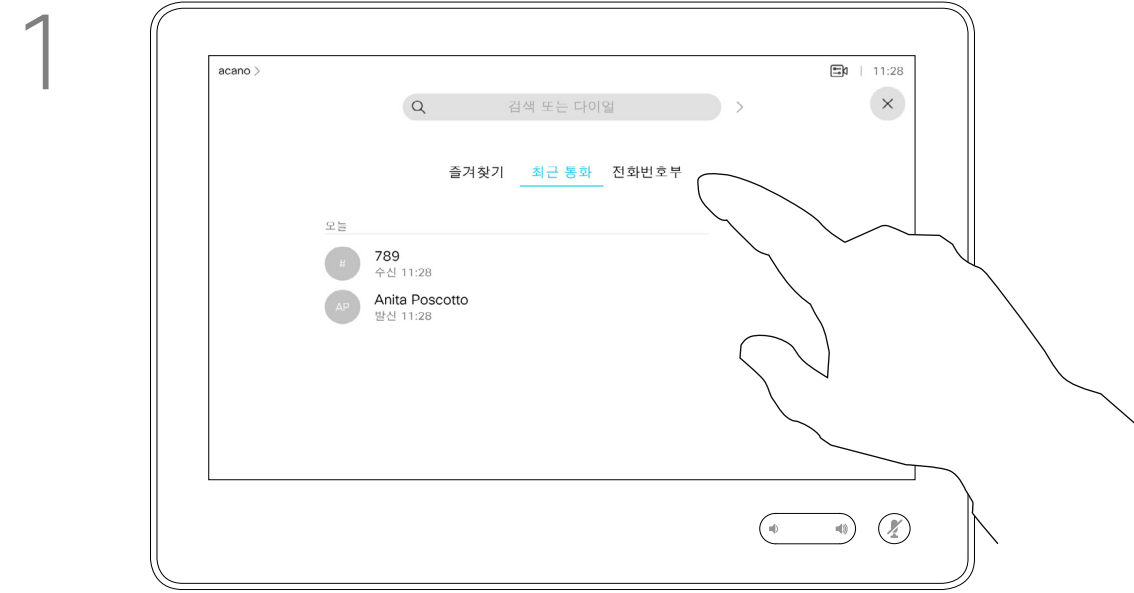 1
acano >
11:28
검색 또는 다이얼
즐겨찾기 최근 통화 전화번호부
오늘
#
789
수신 11:28
AP
Anita Poscotto
발신 11:28